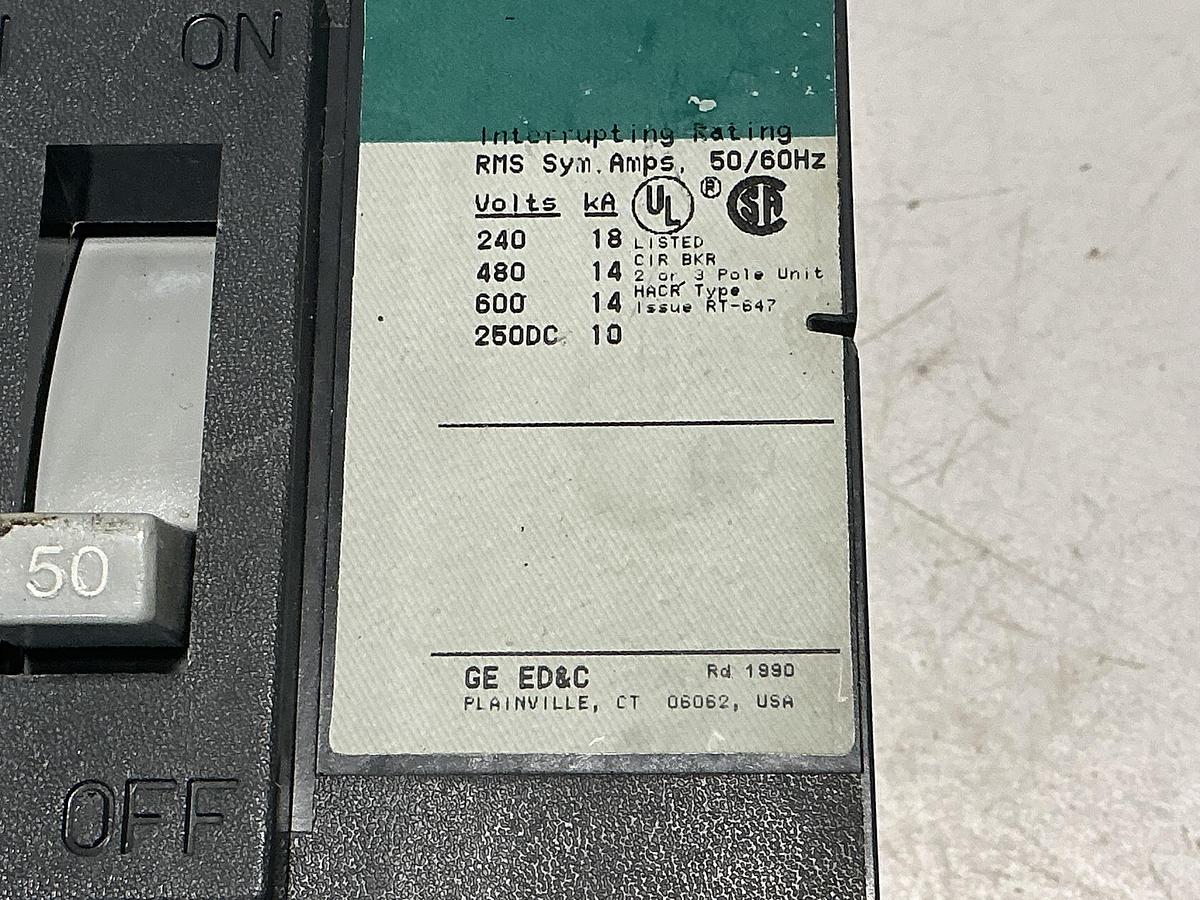 ON
Interrupting Rating
RMS Sym. Amps, 50/60Hz
Volts kA UL ® SA
240 18 LISTED
CIR BKR
480 14 2 or 3 Pole Unit
HACR Type
600 14 Issue RT-647
250DC 10
50
GE ED&C Rd 1990
PLAINVILLE, CT 06062, USA
OFF